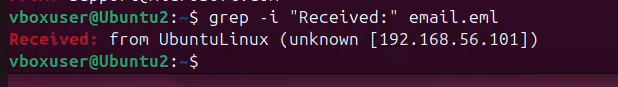 vboxuser@Ubuntu2:~$ grep -i "Received:" email.eml
Received: from UbuntuLinux (unknown [192.168.56.101])
vboxuser@Ubuntu2:~$